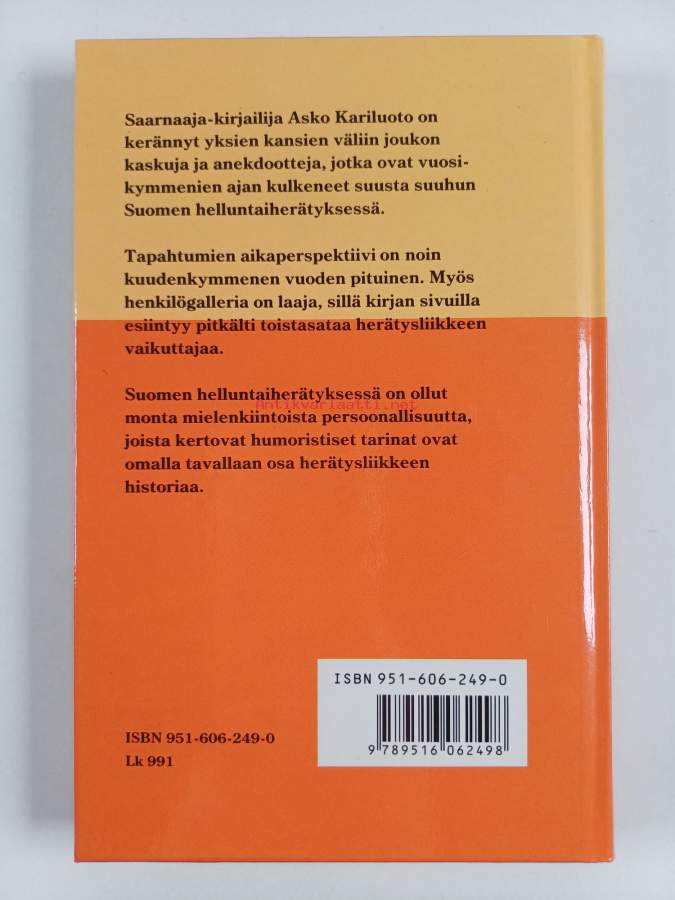 Saarnaaja-kirjailija Asko Kariluoto on
kerännyt yksien kansien väliin joukon
kaskuja ja anekdootteja, jotka ovat vuosi-
kymmenien ajan kulkeneet suusta suuhun
Suomen helluntaiherätyksessä.
Tapahtumien aikaperspektiivi on noin
kuudenkymmenen vuoden pituinen. Myös
henkilögalleria on laaja, sillä kirjan sivuilla
esiintyy pitkälti toistasataa herätysliikkeen
vaikuttajaa.
Suomen helluntaiherätyksessä on ollut
Antikvariaatti.net
monta mielenkiintoista persoonallisuutta,
joista kertovat humoristiset tarinat ovat
omalla tavallaan osa herätysliikkeen
historiaa.
ISBN 951-606-249-0
9 789516 062498
ISBN 951-606-249-0
Lk 991